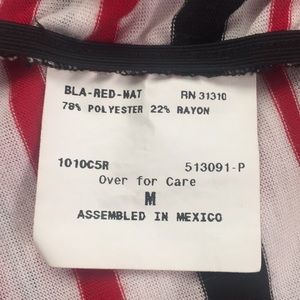 BLA-RED-NAT RN 31310
78% POLYESTER 22% RAYON
1010C5R 513091-P
Over for Care
M
ASSEMBLED IN MEXICO